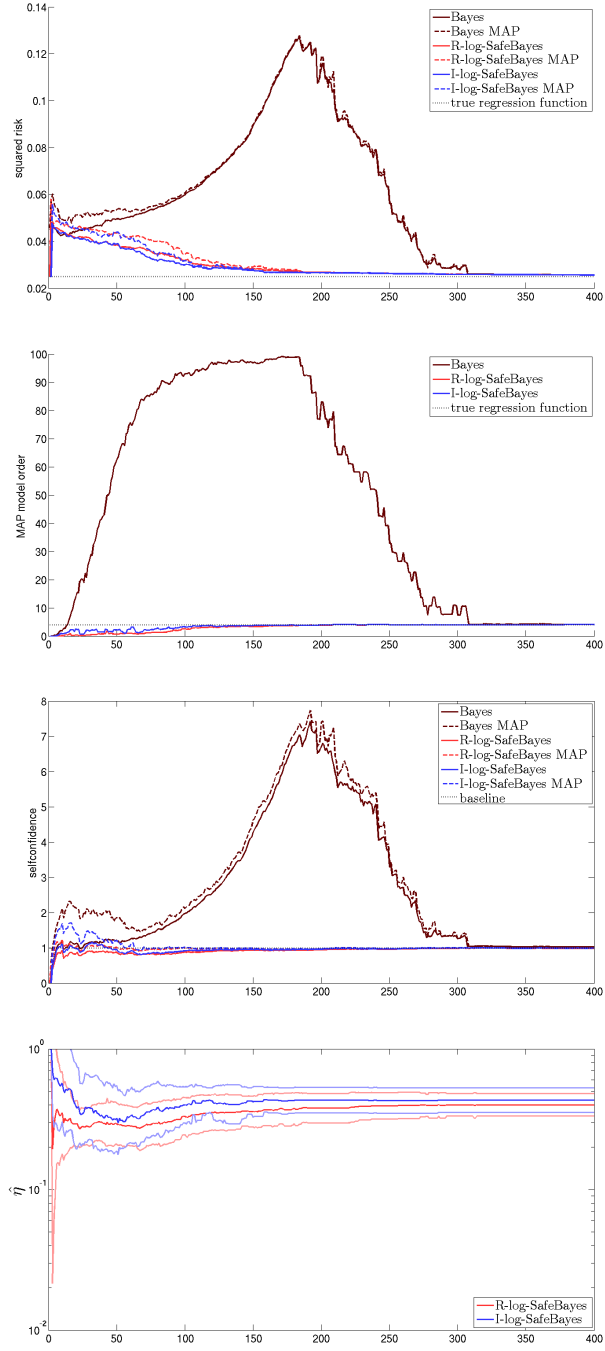 0.14
0.12
0.1
0.08
0.06
0.04
0.02
squared risk
Bayes
Bayes MAP
R-log-SafeBayes
R-log-SafeBayes MAP
I-log-SafeBayes
I-log-SafeBayes MAP
true regression function
0 50 100 150 200 250 300 350 400
100
90
80
70
60
50
40
30
20
10
0
MAP model order
Bayes
R-log-SafeBayes
I-log-SafeBayes
true regression function
0 50 100 150 200 250 300 350 400
8
7
6
5
4
3
2
1
0
selfconfidence
Bayes
Bayes MAP
R-log-SafeBayes
R-log-SafeBayes MAP
I-log-SafeBayes
I-log-SafeBayes MAP
baseline
0 50 100 150 200 250 300 350 400
10^0
10^-1
10^-2
η̂
R-log-SafeBayes
I-log-SafeBayes
0 50 100 150 200 250 300 350 400